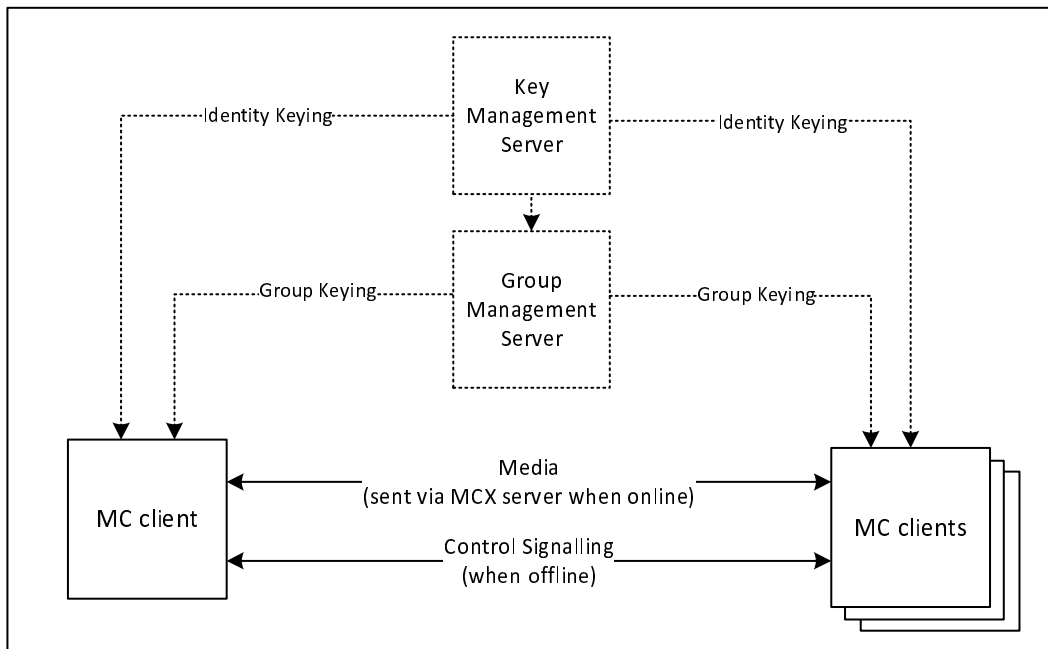 Key
Management
Server
Identity Keying
Identity Keying
Group
Management
Server
Group Keying
Group Keying
Media
(sent via MCX server when online)
MC client
MC clients
Control Signalling
(when offline)